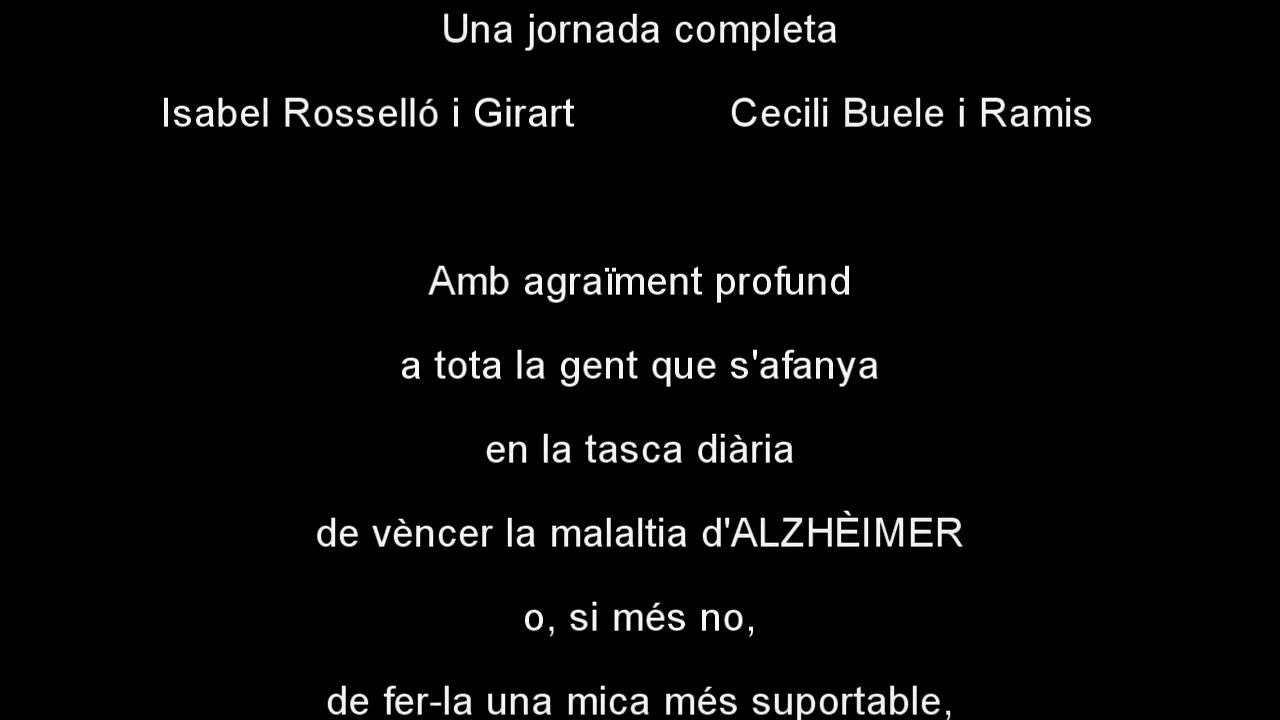 Una jornada completa
Isabel Rosselló i Girart Cecili Buele i Ramis
Amb agraïment profund
a tota la gent que s'afanya
en la tasca diària
de vèncer la malaltia d'ALZHÈIMER
o, si més no,
de fer-la una mica més suportable,